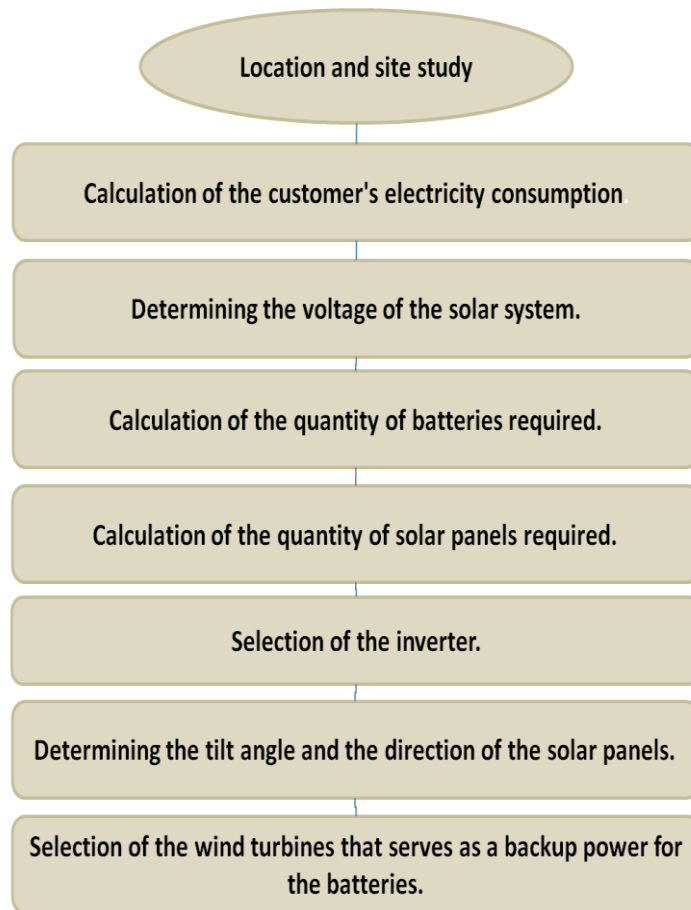 Location and site study
Calculation of the customer's electricity consumption.
Determining the voltage of the solar system.
Calculation of the quantity of batteries required.
Calculation of the quantity of solar panels required.
Selection of the inverter.
Determining the tilt angle and the direction of the solar panels.
Selection of the wind turbines that serves as a backup power for
the batteries.